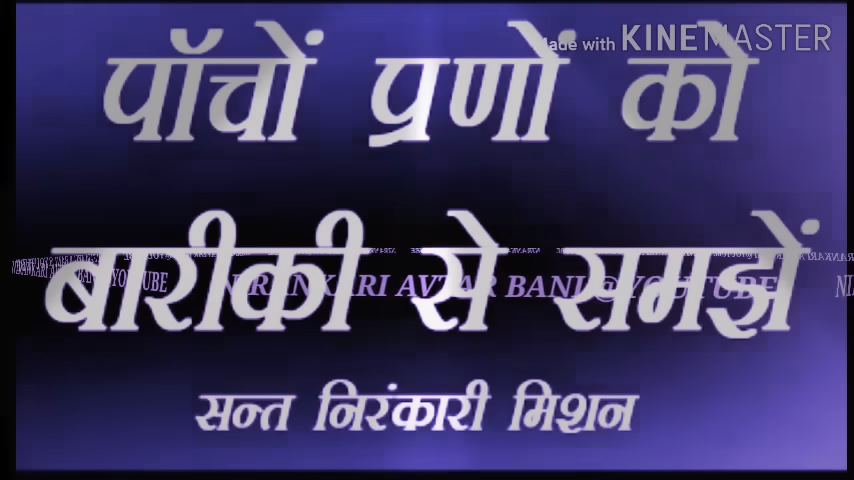 Made with KINEMASTER
पाँचों प्रणों को
बारीकी से समझें
NIRANKARI AVTAR BANI@YOUTUBE
सन्त निरंकारी मिशन